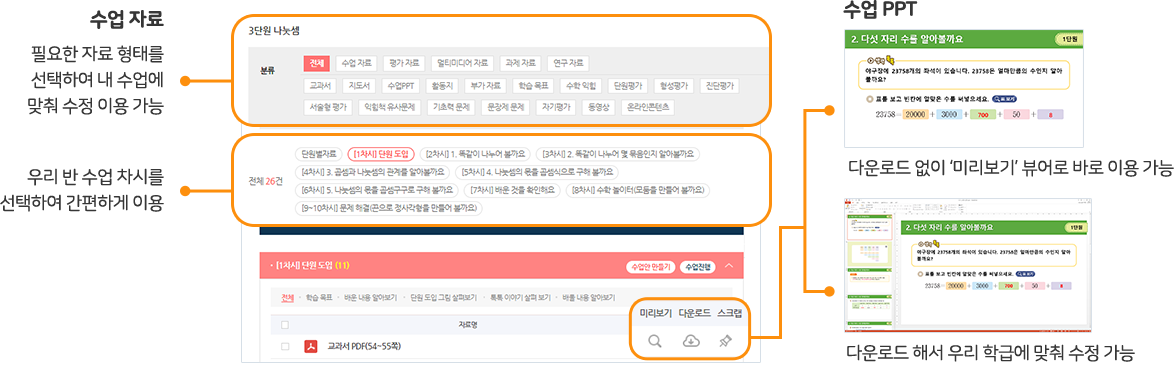 수업 자료
필요한 자료 형태를
선택하여 내 수업에
맞춰 수정 이용 가능
우리 반 수업 차시를
선택하여 간편하게 이용
3단원 나눗셈
분류
전체 수업 자료 평가 자료 멀티미디어 자료 과제 자료 연구 자료
교과서 지도서 수업PPT 활동지 부가 자료 학습 목표 수학 익힘 단원평가 형성평가 진단평가
서술형 평가 익힘책 유사문제 기초력 문제 문장제 문제 자기평가 동영상 온라인콘텐츠
전체 26건
단원별자료 [1차시] 단원 도입 [2차시] 1. 똑같이 나누어 볼까요 [3차시] 2. 똑같이 나누어 몇 묶음인지 알아볼까요
[4차시] 3. 곱셈과 나눗셈의 관계를 알아볼까요 [5차시] 4. 나눗셈의 몫을 곱셈식으로 구해 볼까요
[6차시] 5. 나눗셈의 몫을 곱셈구구로 구해 볼까요 [7차시] 배운 것을 확인해요 [8차시] 수학 놀이터(모둠을 만들어 볼까요)
[9~10차시] 문제 해결(끈으로 정사각형을 만들어 볼까요)
[1차시] 단원 도입 (11) 수업안 만들기 수업진행
전체 학습 목표 배운 내용 알아보기 단원 도입 그림 살펴보기 톡톡 이야기 살펴 보기 배울 내용 알아보기
자료명
미리보기 다운로드 스크랩
교과서 PDF(54~55쪽)
수업 PPT
2. 다섯 자리 수를 알아볼까요 1단원
야구장에 23758개의 좌석이 있습니다. 23758은 얼마만큼의 수인지 알아
볼까요?
표를 보고 빈칸에 알맞은 수를 써넣으세요. 표 보기
23758 = 20000 + 3000 + 700 + 50 + 8
다운로드 없이 ‘미리보기’ 뷰어로 바로 이용 가능
2. 다섯 자리 수를 알아볼까요 1단원
야구장에 23758개의 좌석이 있습니다. 23758은 얼마만큼의 수인지 알아
볼까요?
표를 보고 빈칸에 알맞은 수를 써넣으세요. 표 보기
23758 = 20000 + 3000 + 700 + 50 + 8
다운로드 해서 우리 학급에 맞춰 수정 가능